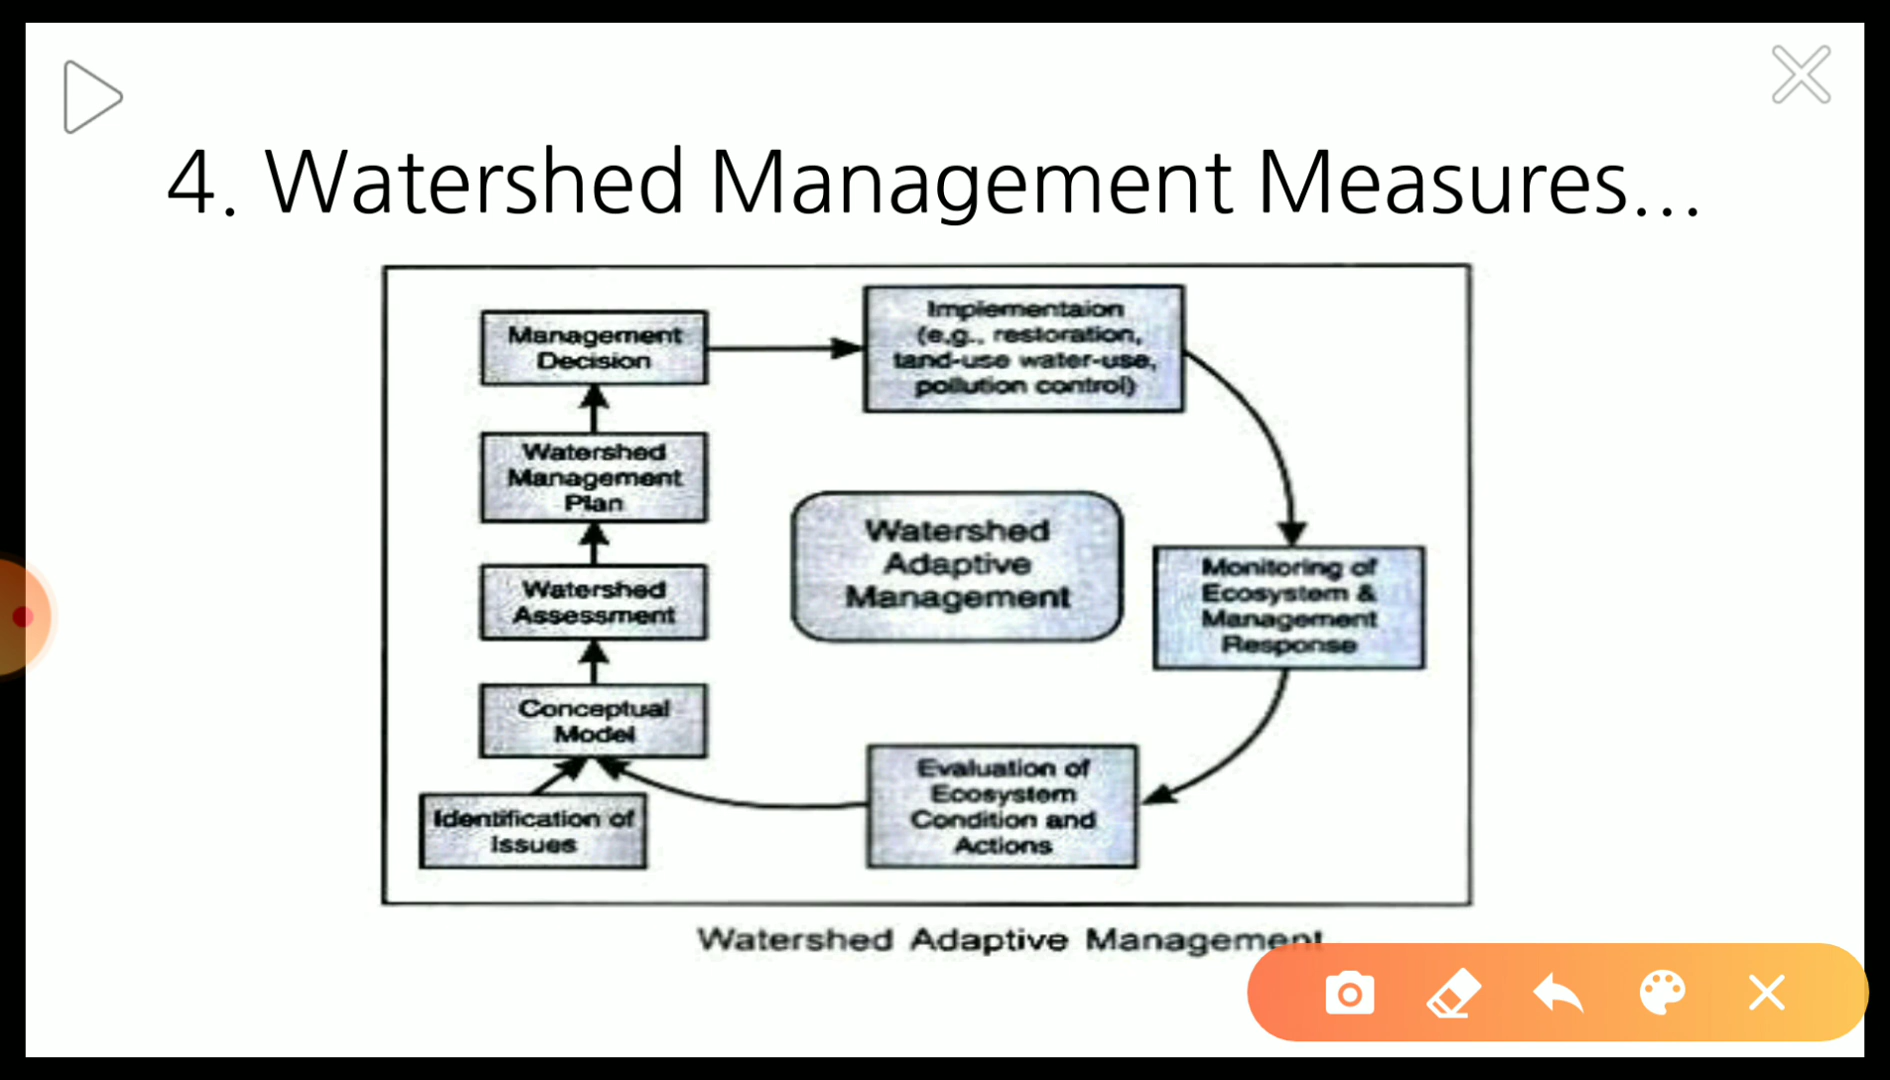 4. Watershed Management Measures...
Management
Decision
Implementaion
(e.g., restoration,
tand-use water-use,
pollution control)
Watershed
Management
Plan
Watershed
Adaptive
Management
Monitoring of
Ecosystem &
Management
Response
Watershed
Assessment
Conceptual
Model
Evaluation of
Ecosystem
Condition and
Actions
Identification of
Issues
Watershed Adaptive Management